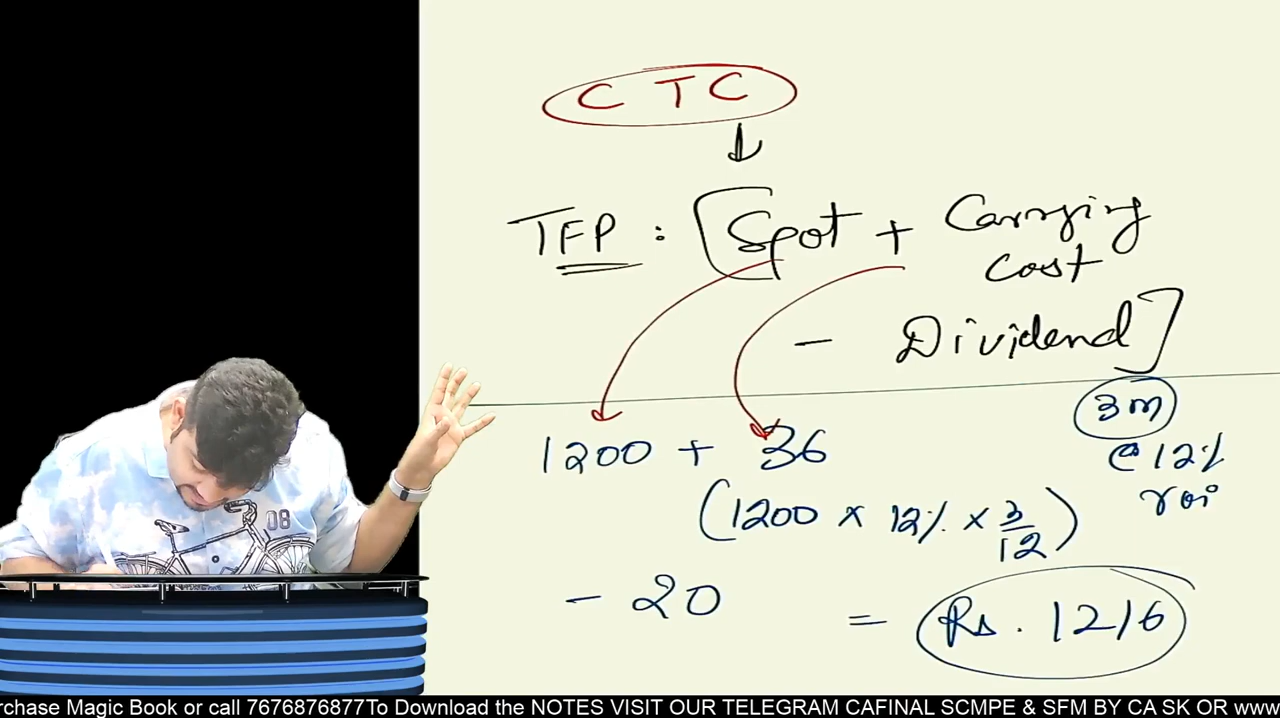 CTC
TFP : [Spot + Carrying
cost
- Dividend]
3m
@ 12%
roi
1200 + 36
(1200 × 12% × 3/12)
- 20 = Rs. 1216
08
rchase Magic Book or call 7676876877To Download the NOTES VISIT OUR TELEGRAM CAFINAL SCMPE & SFM BY CA SK OR www